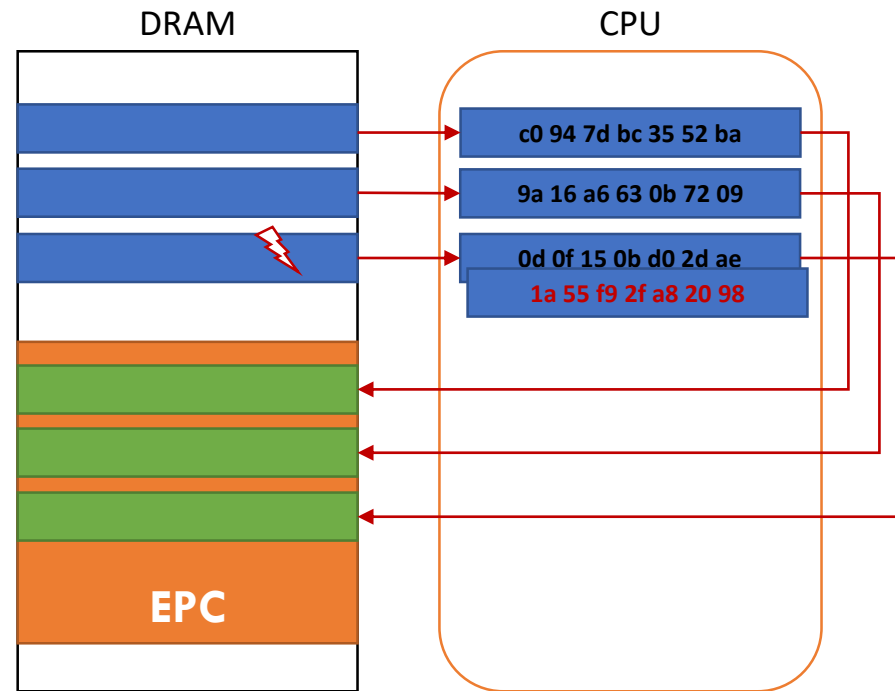 DRAM
CPU
c0 94 7d bc 35 52 ba
9a 16 a6 63 0b 72 09
0d 0f 15 0b d0 2d ae
1a 55 f9 2f a8 20 98
EPC